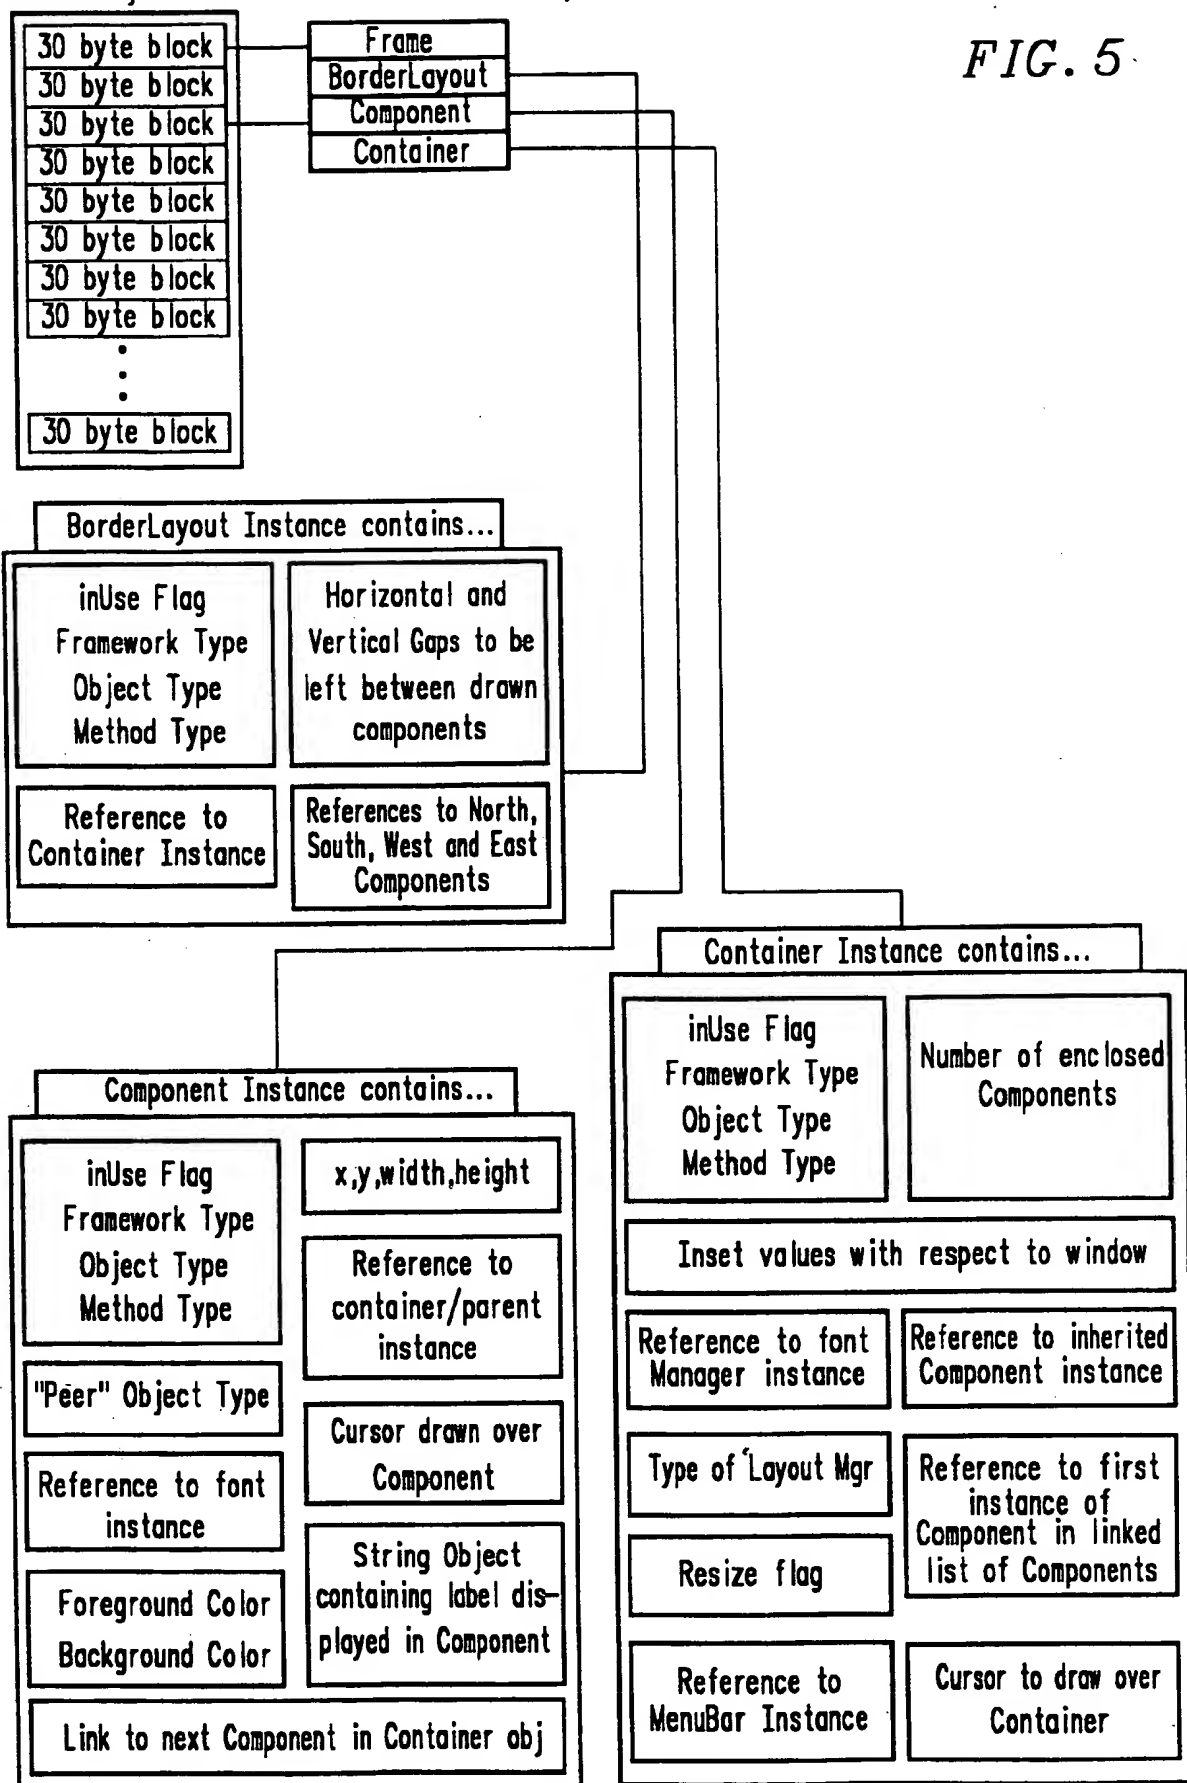 FIG. 5
30 byte block
30 byte block
30 byte block
30 byte block
30 byte block
30 byte block
30 byte block
30 byte block
30 byte block
Frame
BorderLayout
Component
Container
BorderLayout Instance contains...
inUse Flag
Framework Type
Object Type
Method Type
Horizontal and
Vertical Gaps to be
left between drawn
components
Reference to
Container Instance
References to North,
South, West and East
Components
Component Instance contains...
inUse Flag
Framework Type
Object Type
Method Type
x,y,width,height
Reference to
container/parent
instance
"Peer" Object Type
Cursor drawn over
Component
Reference to font
instance
String Object
containing label dis-
played in Component
Foreground Color
Background Color
Link to next Component in Container obj
Container Instance contains...
inUse Flag
Framework Type
Object Type
Method Type
Number of enclosed
Components
Inset values with respect to window
Reference to font
Manager instance
Reference to inherited
Component instance
Type of Layout Mgr
Reference to first
instance of
Component in linked
list of Components
Resize flag
Reference to
MenuBar Instance
Cursor to draw over
Container